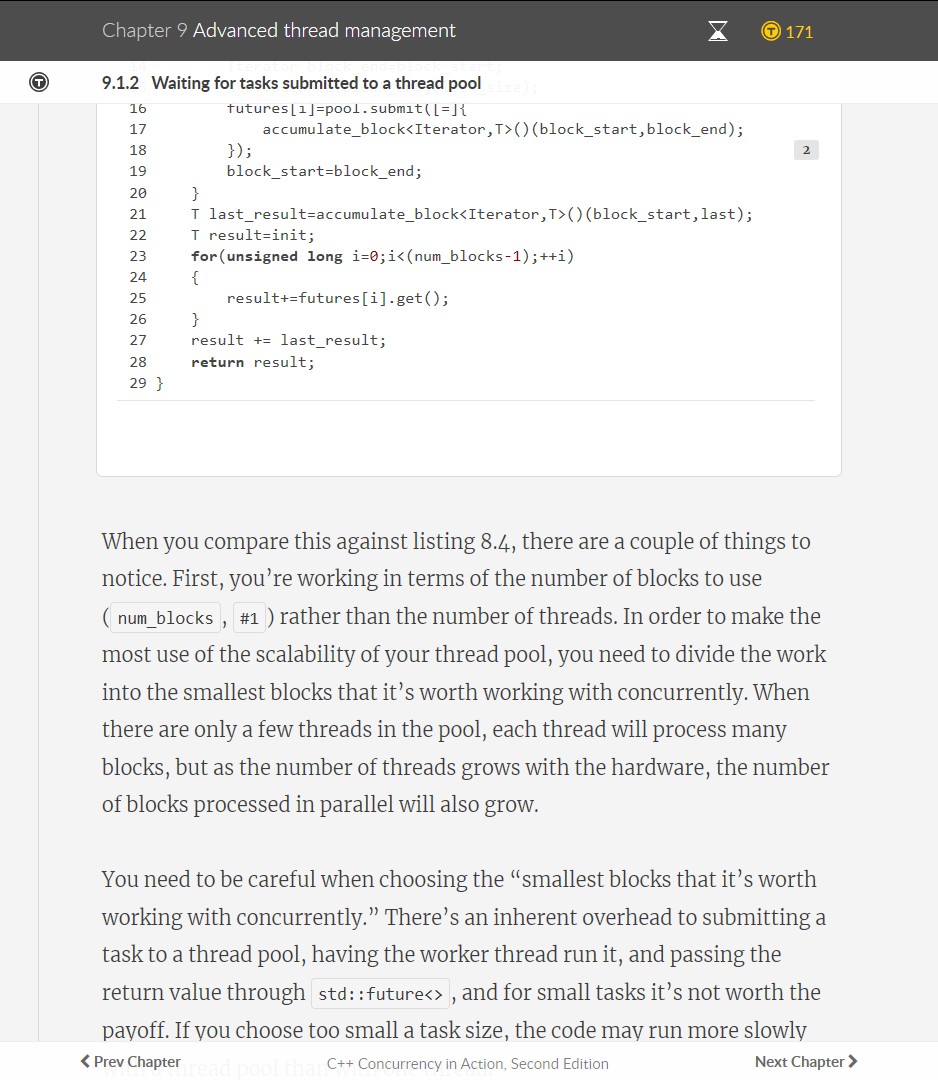 Chapter 9 Advanced thread management
171
9.1.2 Waiting for tasks submitted to a thread pool
16 futures[i]=pool.submit([=]{
17 accumulate_block<Iterator,T>()(block_start,block_end);
18 });
2
19 block_start=block_end;
20 }
21 T last_result=accumulate_block<Iterator,T>()(block_start,last);
22 T result=init;
23 for(unsigned long i=0;i<(num_blocks-1);++i)
24 {
25 result+=futures[i].get();
26 }
27 result += last_result;
28 return result;
29 }
When you compare this against listing 8.4, there are a couple of things to
notice. First, you’re working in terms of the number of blocks to use
( num_blocks , #1 ) rather than the number of threads. In order to make the
most use of the scalability of your thread pool, you need to divide the work
into the smallest blocks that it’s worth working with concurrently. When
there are only a few threads in the pool, each thread will process many
blocks, but as the number of threads grows with the hardware, the number
of blocks processed in parallel will also grow.
You need to be careful when choosing the “smallest blocks that it’s worth
working with concurrently.” There’s an inherent overhead to submitting a
task to a thread pool, having the worker thread run it, and passing the
return value through std::future<> , and for small tasks it’s not worth the
payoff. If you choose too small a task size, the code may run more slowly
Prev Chapter
C++ Concurrency in Action, Second Edition
Next Chapter